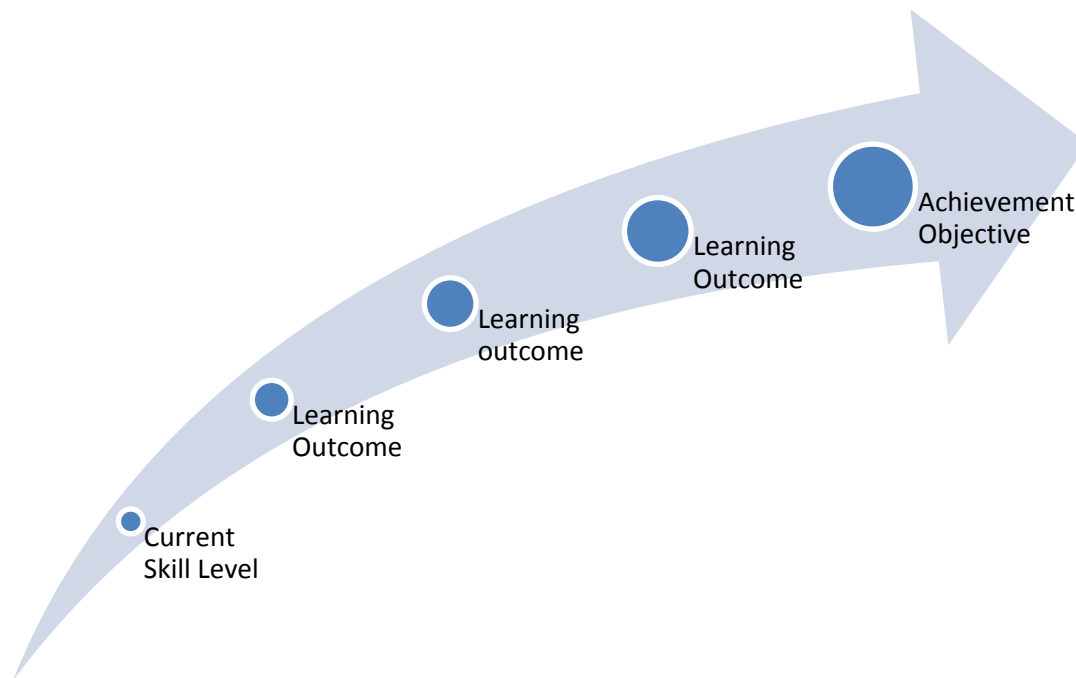 Achievement
Objective
Learning
Outcome
Learning
outcome
Learning
Outcome
Current
Skill Level